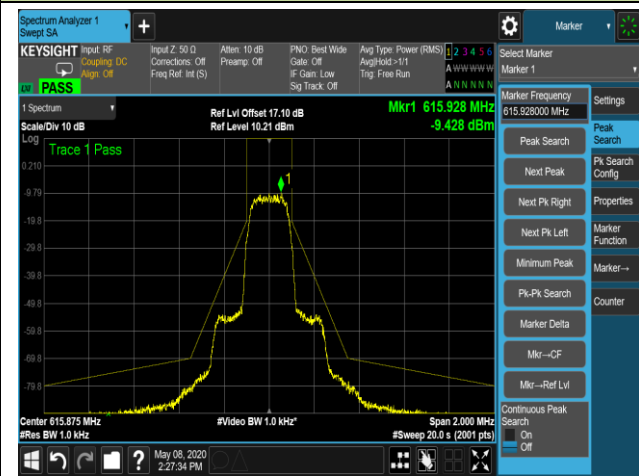 Spectrum Analyzer 1
Swept SA
+
Marker
KEYSIGHT
Input: RF
Coupling: DC
Align: Off
Input Z: 50 Ω
Corrections: Off
Freq Ref: Int (S)
Atten: 10 dB
Preamp: Off
PNO: Best Wide
Gate: Off
IF Gain: Low
Sig Track: Off
Avg Type: Power (RMS)
Avg|Hold:>1/1
Trig: Free Run
1 2 3 4 5 6
A W W W W W
A N N N N N
PASS
Select Marker
Marker 1
1 Spectrum
Scale/Div 10 dB
Ref Lvl Offset 17.10 dB
Ref Level 10.21 dBm
Mkr1 615.928 MHz
-9.428 dBm
Log
Trace 1 Pass
1
0.210
-9.79
-19.8
-29.8
-39.8
-49.8
-59.8
-69.8
-79.8
Center 615.875 MHz
#Res BW 1.0 kHz
#Video BW 1.0 kHz*
Span 2.000 MHz
#Sweep 20.0 s (2001 pts)
Marker Frequency
615.928000 MHz
Peak Search
Next Peak
Next Pk Right
Next Pk Left
Minimum Peak
Pk-Pk Search
Marker Delta
Mkr→CF
Mkr→Ref Lvl
Continuous Peak
Search
On
Off
Settings
Peak
Search
Pk Search
Config
Properties
Marker
Function
Marker→
Counter
?
May 08, 2020
2:27:34 PM